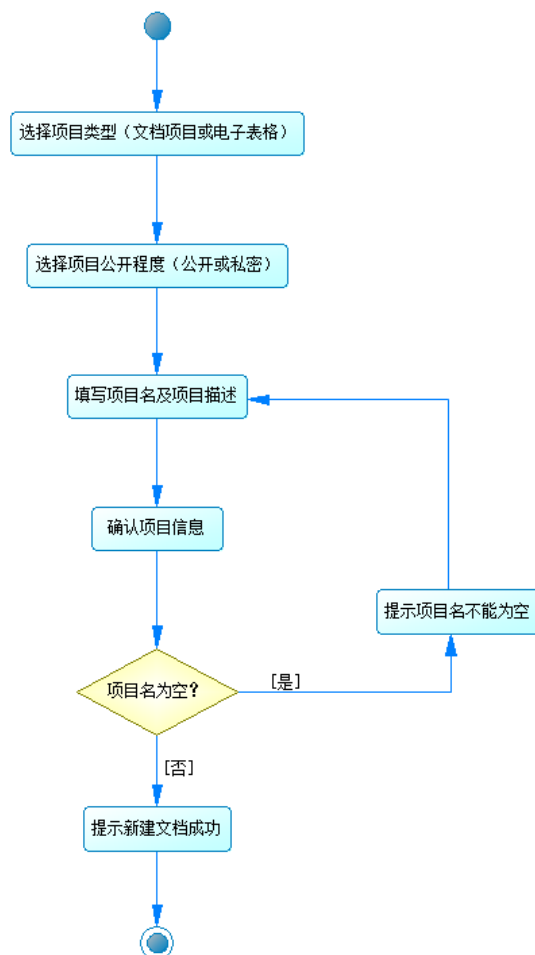 选择项目类型（文档项目或电子表格）
选择项目公开程度（公开或私密）
填写项目名及项目描述
确认项目信息
提示项目名不能为空
项目名为空?
[是]
[否]
提示新建文档成功